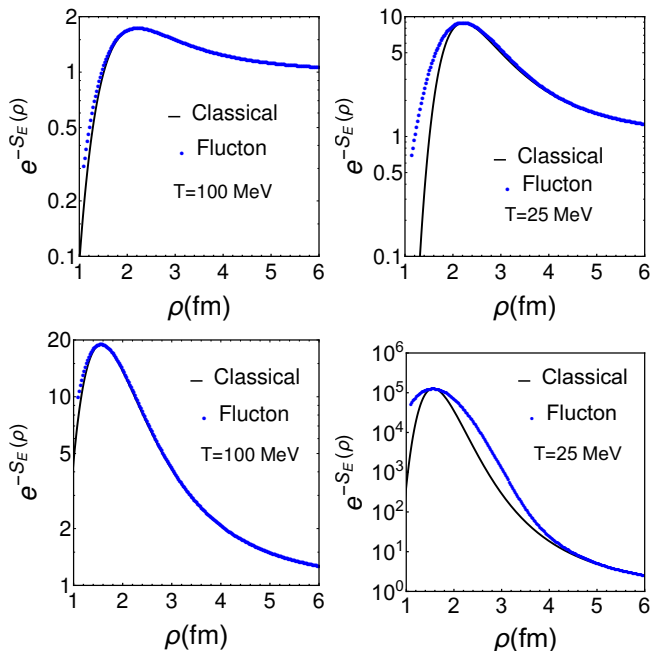 2
1
0.5
0.1
e^{-S_E(ρ)}
Classical
Flucton
T=100 MeV
1 2 3 4 5 6
ρ(fm)
10
5
1
0.5
0.1
e^{-S_E(ρ)}
Classical
Flucton
T=25 MeV
1 2 3 4 5 6
ρ(fm)
20
10
5
2
1
e^{-S_E(ρ)}
Classical
Flucton
T=100 MeV
1 2 3 4 5 6
ρ(fm)
10^6
10^5
10^4
10^3
10^2
10^1
10^0
e^{-S_E(ρ)}
Classical
Flucton
T=25 MeV
1 2 3 4 5 6
ρ(fm)